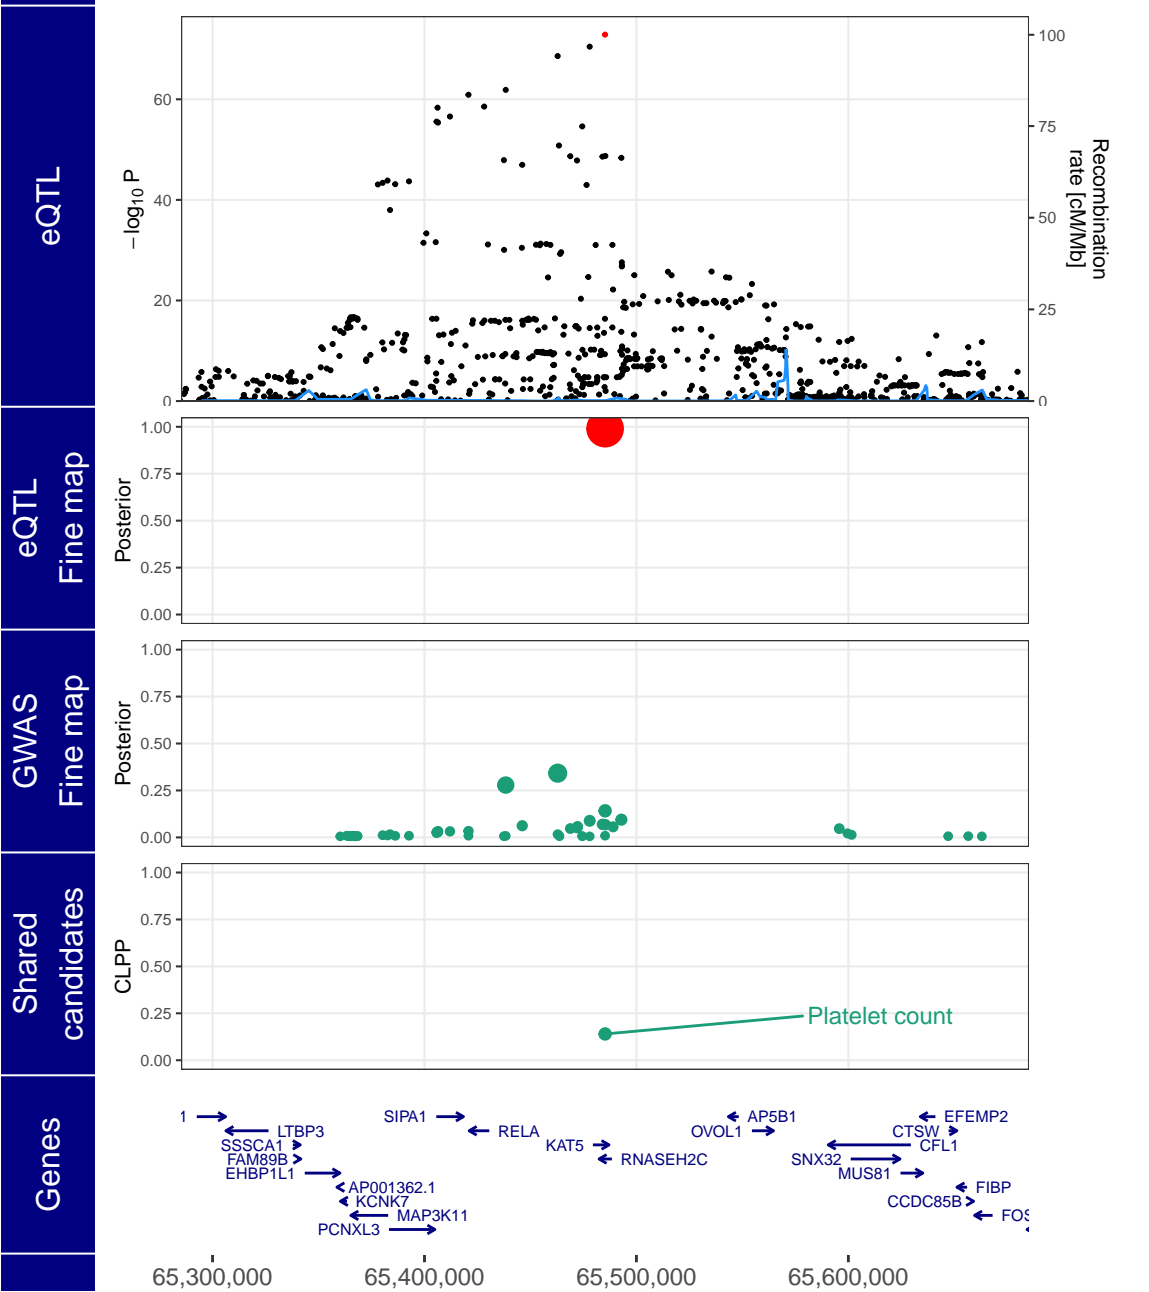 eQTL
− log10 P
0
20
40
60
0
25
50
75
100
Recombination
rate [cM/Mb]
eQTL
Fine map
Posterior
1.00
0.75
0.50
0.25
0.00
GWAS
Fine map
Posterior
1.00
0.75
0.50
0.25
0.00
Shared
candidates
CLPP
1.00
0.75
0.50
0.25
0.00
Platelet count
Genes
1
SIPA1
AP5B1
EFEMP2
LTBP3
RELA
OVOL1
CTSW
SSSCA1
KAT5
CFL1
FAM89B
RNASEH2C
SNX32
EHBP1L1
MUS81
AP001362.1
FIBP
KCNK7
CCDC85B
MAP3K11
FOS
PCNXL3
65,300,000
65,400,000
65,500,000
65,600,000